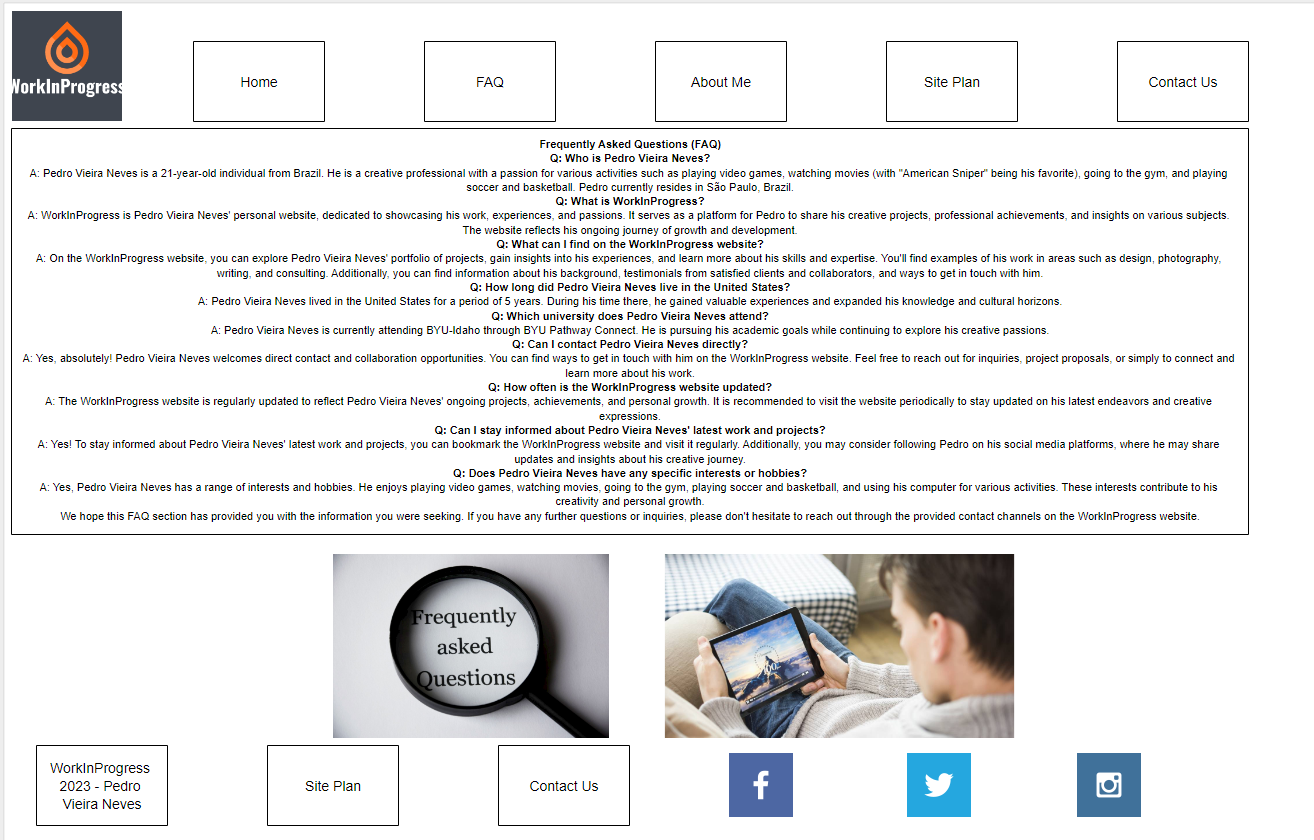 WorkInProgress
Home
FAQ
About Me
Site Plan
Contact Us
Frequently Asked Questions (FAQ)
Q: Who is Pedro Vieira Neves?
A: Pedro Vieira Neves is a 21-year-old individual from Brazil. He is a creative professional with a passion for various activities such as playing video games, watching movies (with "American Sniper" being his favorite), going to the gym, and playing
soccer and basketball. Pedro currently resides in São Paulo, Brazil.
Q: What is WorkInProgress?
A: WorkInProgress is Pedro Vieira Neves' personal website, dedicated to showcasing his work, experiences, and passions. It serves as a platform for Pedro to share his creative projects, professional achievements, and insights on various subjects.
The website reflects his ongoing journey of growth and development.
Q: What can I find on the WorkInProgress website?
A: On the WorkInProgress website, you can explore Pedro Vieira Neves' portfolio of projects, gain insights into his experiences, and learn more about his skills and expertise. You'll find examples of his work in areas such as design, photography,
writing, and consulting. Additionally, you can find information about his background, testimonials from satisfied clients and collaborators, and ways to get in touch with him.
Q: How long did Pedro Vieira Neves live in the United States?
A: Pedro Vieira Neves lived in the United States for a period of 5 years. During his time there, he gained valuable experiences and expanded his knowledge and cultural horizons.
Q: Which university does Pedro Vieira Neves attend?
A: Pedro Vieira Neves is currently attending BYU-Idaho through BYU Pathway Connect. He is pursuing his academic goals while continuing to explore his creative passions.
Q: Can I contact Pedro Vieira Neves directly?
A: Yes, absolutely! Pedro Vieira Neves welcomes direct contact and collaboration opportunities. You can find ways to get in touch with him on the WorkInProgress website. Feel free to reach out for inquiries, project proposals, or simply to connect and
learn more about his work.
Q: How often is the WorkInProgress website updated?
A: The WorkInProgress website is regularly updated to reflect Pedro Vieira Neves' ongoing projects, achievements, and personal growth. It is recommended to visit the website periodically to stay updated on his latest endeavors and creative
expressions.
Q: Can I stay informed about Pedro Vieira Neves' latest work and projects?
A: Yes! To stay informed about Pedro Vieira Neves' latest work and projects, you can bookmark the WorkInProgress website and visit it regularly. Additionally, you may consider following Pedro on his social media platforms, where he may share
updates and insights about his creative journey.
Q: Does Pedro Vieira Neves have any specific interests or hobbies?
A: Yes, Pedro Vieira Neves has a range of interests and hobbies. He enjoys playing video games, watching movies, going to the gym, playing soccer and basketball, and using his computer for various activities. These interests contribute to his
creativity and personal growth.
We hope this FAQ section has provided you with the information you were seeking. If you have any further questions or inquiries, please don't hesitate to reach out through the provided contact channels on the WorkInProgress website.
Frequently
asked
Questions
100
WorkInProgress
2023 - Pedro
Vieira Neves
Site Plan
Contact Us